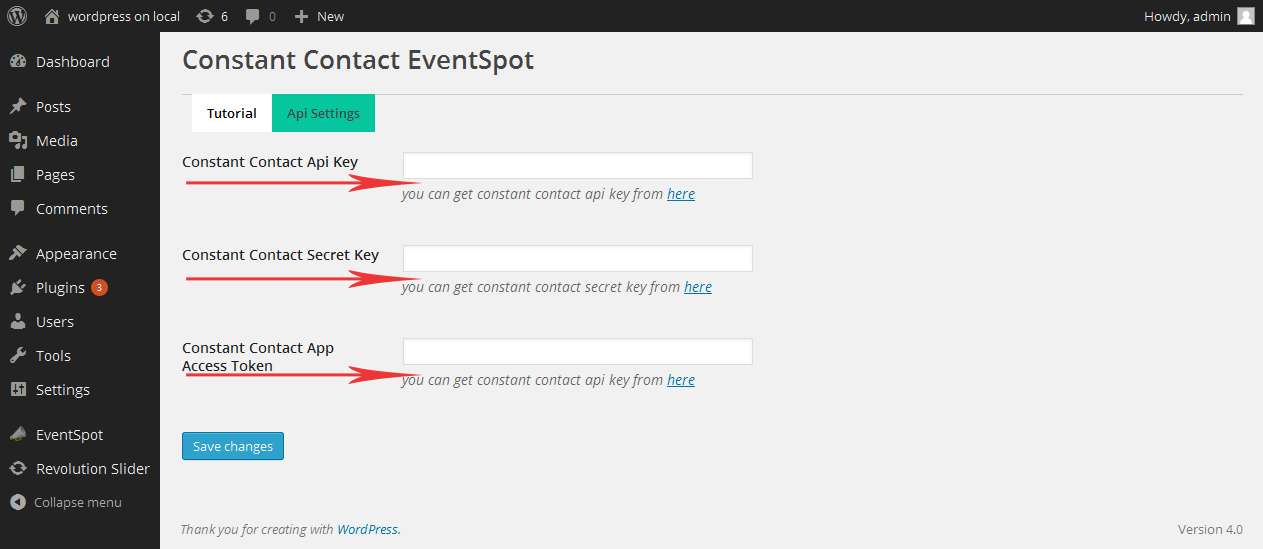 wordpress on local 6 0 New Howdy, admin
Dashboard
Posts
Media
Pages
Comments
Appearance
Plugins 3
Users
Tools
Settings
EventSpot
Revolution Slider
Collapse menu
Constant Contact EventSpot
Tutorial Api Settings
Constant Contact Api Key
you can get constant contact api key from here
Constant Contact Secret Key
you can get constant contact secret key from here
Constant Contact App
Access Token
you can get constant contact api key from here
Save changes
Thank you for creating with WordPress. Version 4.0